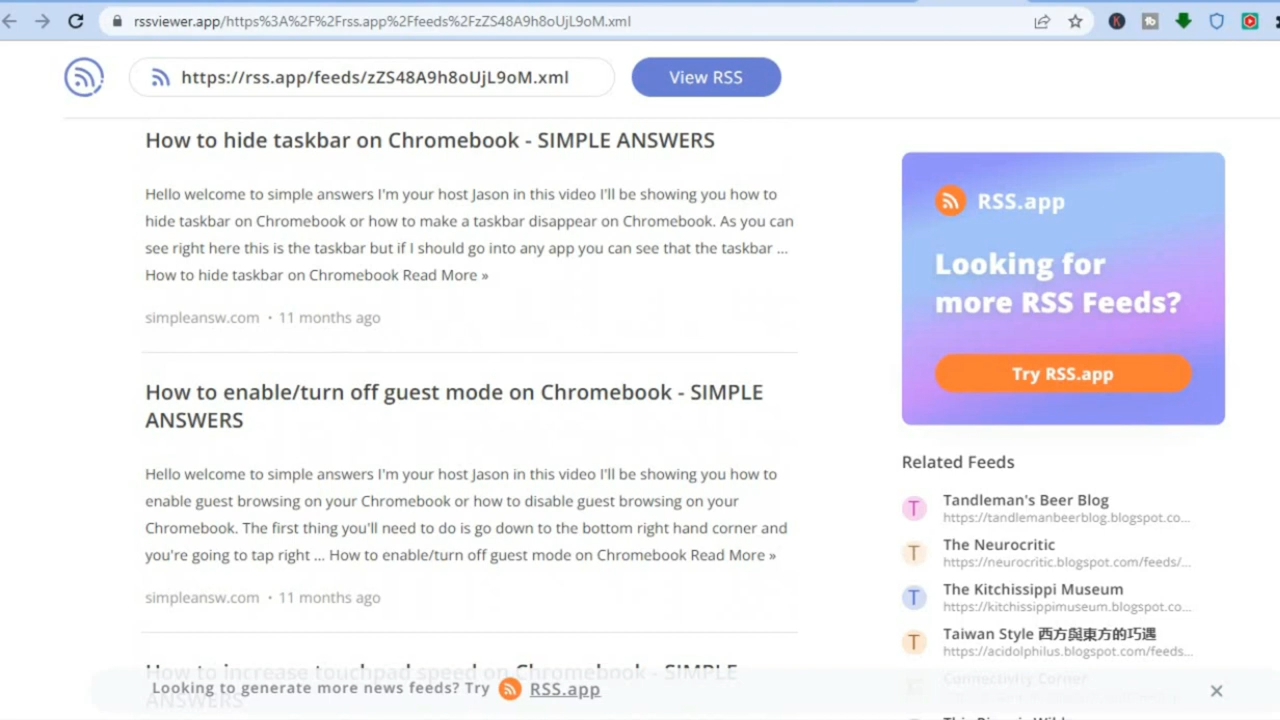 rssviewer.app/https%3A%2F%2Frss.app%2Ffeeds%2FzZS48A9h8oUjL9oM.xml
https://rss.app/feeds/zZS48A9h8oUjL9oM.xml
View RSS
How to hide taskbar on Chromebook - SIMPLE ANSWERS
Hello welcome to simple answers I'm your host Jason in this video I'll be showing you how to
hide taskbar on Chromebook or how to make a taskbar disappear on Chromebook. As you can
see right here this is the taskbar but if I should go into any app you can see that the taskbar ...
How to hide taskbar on Chromebook Read More »
simpleansw.com · 11 months ago
How to enable/turn off guest mode on Chromebook - SIMPLE
ANSWERS
Hello welcome to simple answers I'm your host Jason in this video I'll be showing you how to
enable guest browsing on your Chromebook or how to disable guest browsing on your
Chromebook. The first thing you'll need to do is go down to the bottom right hand corner and
you're going to tap right ... How to enable/turn off guest mode on Chromebook Read More »
simpleansw.com · 11 months ago
How to increase touchpad speed on Chromebook - SIMPLE
ANSWERS
RSS.app
Looking for
more RSS Feeds?
Try RSS.app
Related Feeds
T
Tandleman's Beer Blog
https://tandlemanbeerblog.blogspot.co...
T
The Neurocritic
https://neurocritic.blogspot.com/feeds/...
T
The Kitchissippi Museum
https://kitchissippimuseum.blogspot.co...
T
Taiwan Style 西方與東方的巧遇
https://acidolphilus.blogspot.com/feeds...
Connectivity Corner
Looking to generate more news feeds? Try RSS.app